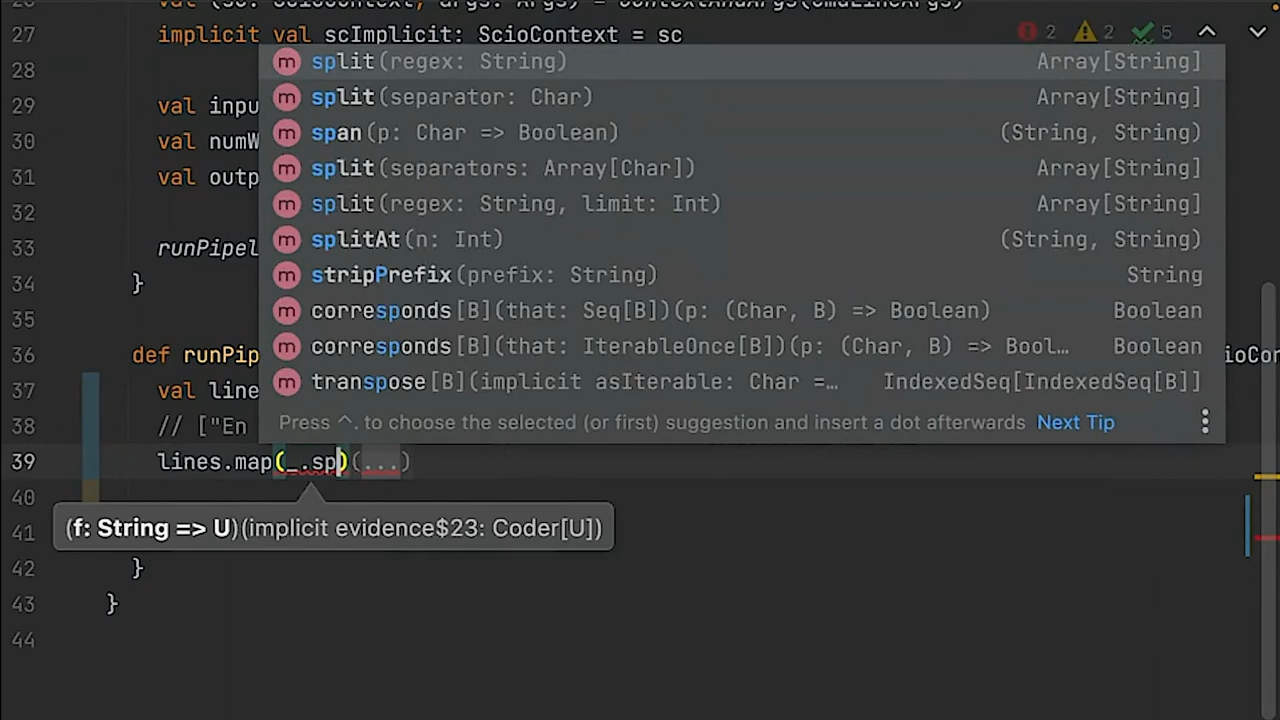 27 implicit val scImplicit: ScioContext = sc 2 2 5
28 split(regex: String) Array[String]
29 val inpu split(separator: Char) Array[String]
30 val numW span(p: Char => Boolean) (String, String)
31 val outp split(separators: Array[Char]) Array[String]
32 split(regex: String, limit: Int) Array[String]
33 runPipel splitAt(n: Int) (String, String)
34 } stripPrefix(prefix: String) String
35 corresponds[B](that: Seq[B])(p: (Char, B) => Boolean) Boolean
36 def runPip corresponds[B](that: IterableOnce[B])(p: (Char, B) => Bool… Boolean ioCon
37 val line transpose[B](implicit asIterable: Char =… IndexedSeq[IndexedSeq[B]]
38 // ["En Press ^. to choose the selected (or first) suggestion and insert a dot afterwards Next Tip
39 lines.map(_.sp)(...)
40
41 (f: String => U)(implicit evidence$23: Coder[U])
42 }
43 }
44